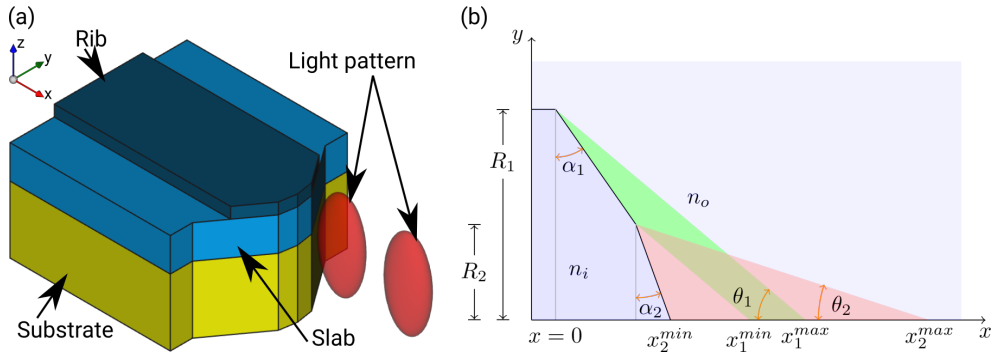 (a)
Rib
z
y
x
Light pattern
Substrate
Slab
(b)
y
R₁
α₁
nₒ
R₂
nᵢ
α₂
θ₁
θ₂
x = 0
x₂ᵐⁱⁿ
x₁ᵐⁱⁿ
x₁ᵐᵃˣ
x₂ᵐᵃˣ
x